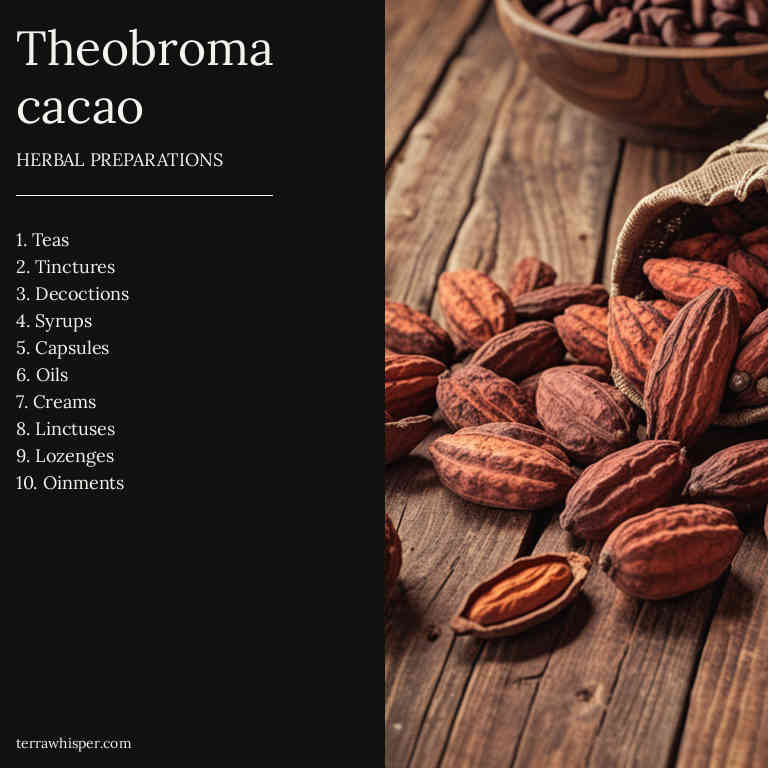 Theobroma
cacao
HERBAL PREPARATIONS
1. Teas
2. Tinctures
3. Decoctions
4. Syrups
5. Capsules
6. Oils
7. Creams
8. Linctuses
9. Lozenges
10. Oinments
terrawhisper.com